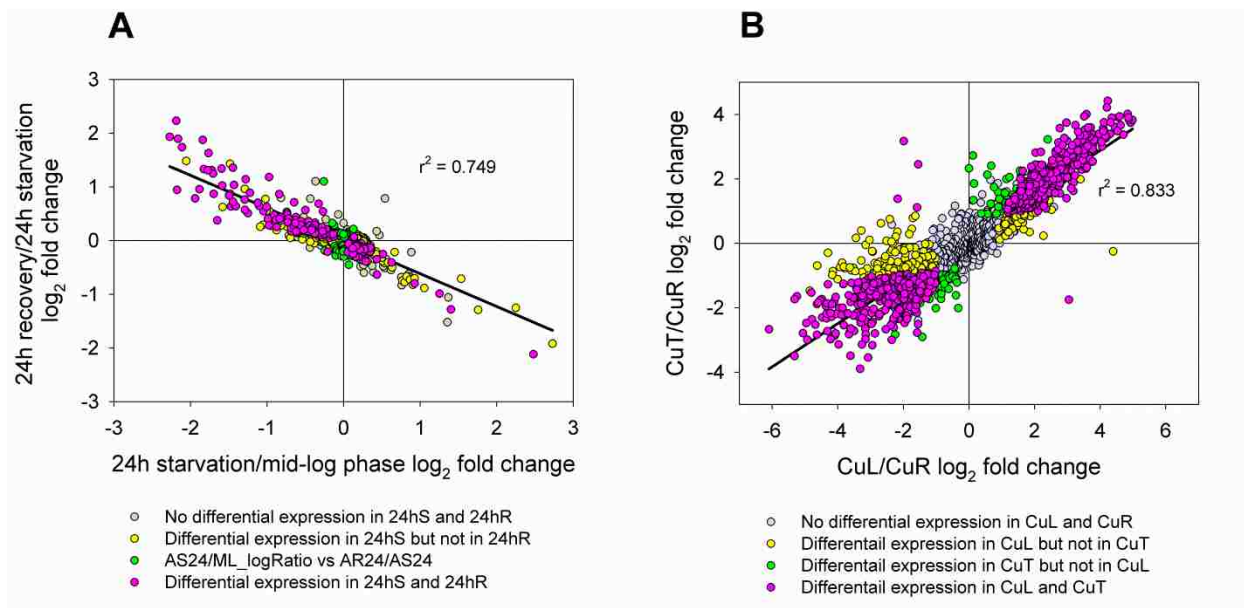 A
3
2
1
0
-1
-2
-3
24h recovery/24h starvation
log2 fold change
r2 = 0.749
-3 -2 -1 0 1 2 3
24h starvation/mid-log phase log2 fold change
No differential expression in 24hS and 24hR
Differential expression in 24hS but not in 24hR
AS24/ML_logRatio vs AR24/AS24
Differential expression in 24hS and 24hR
B
4
2
0
-2
-4
CuT/CuR log2 fold change
r2 = 0.833
-6 -4 -2 0 2 4 6
CuL/CuR log2 fold change
No differential expression in CuL and CuR
Differentail expression in CuL but not in CuT
Differentail expression in CuT but not in CuL
Differentail expression in CuL and CuT